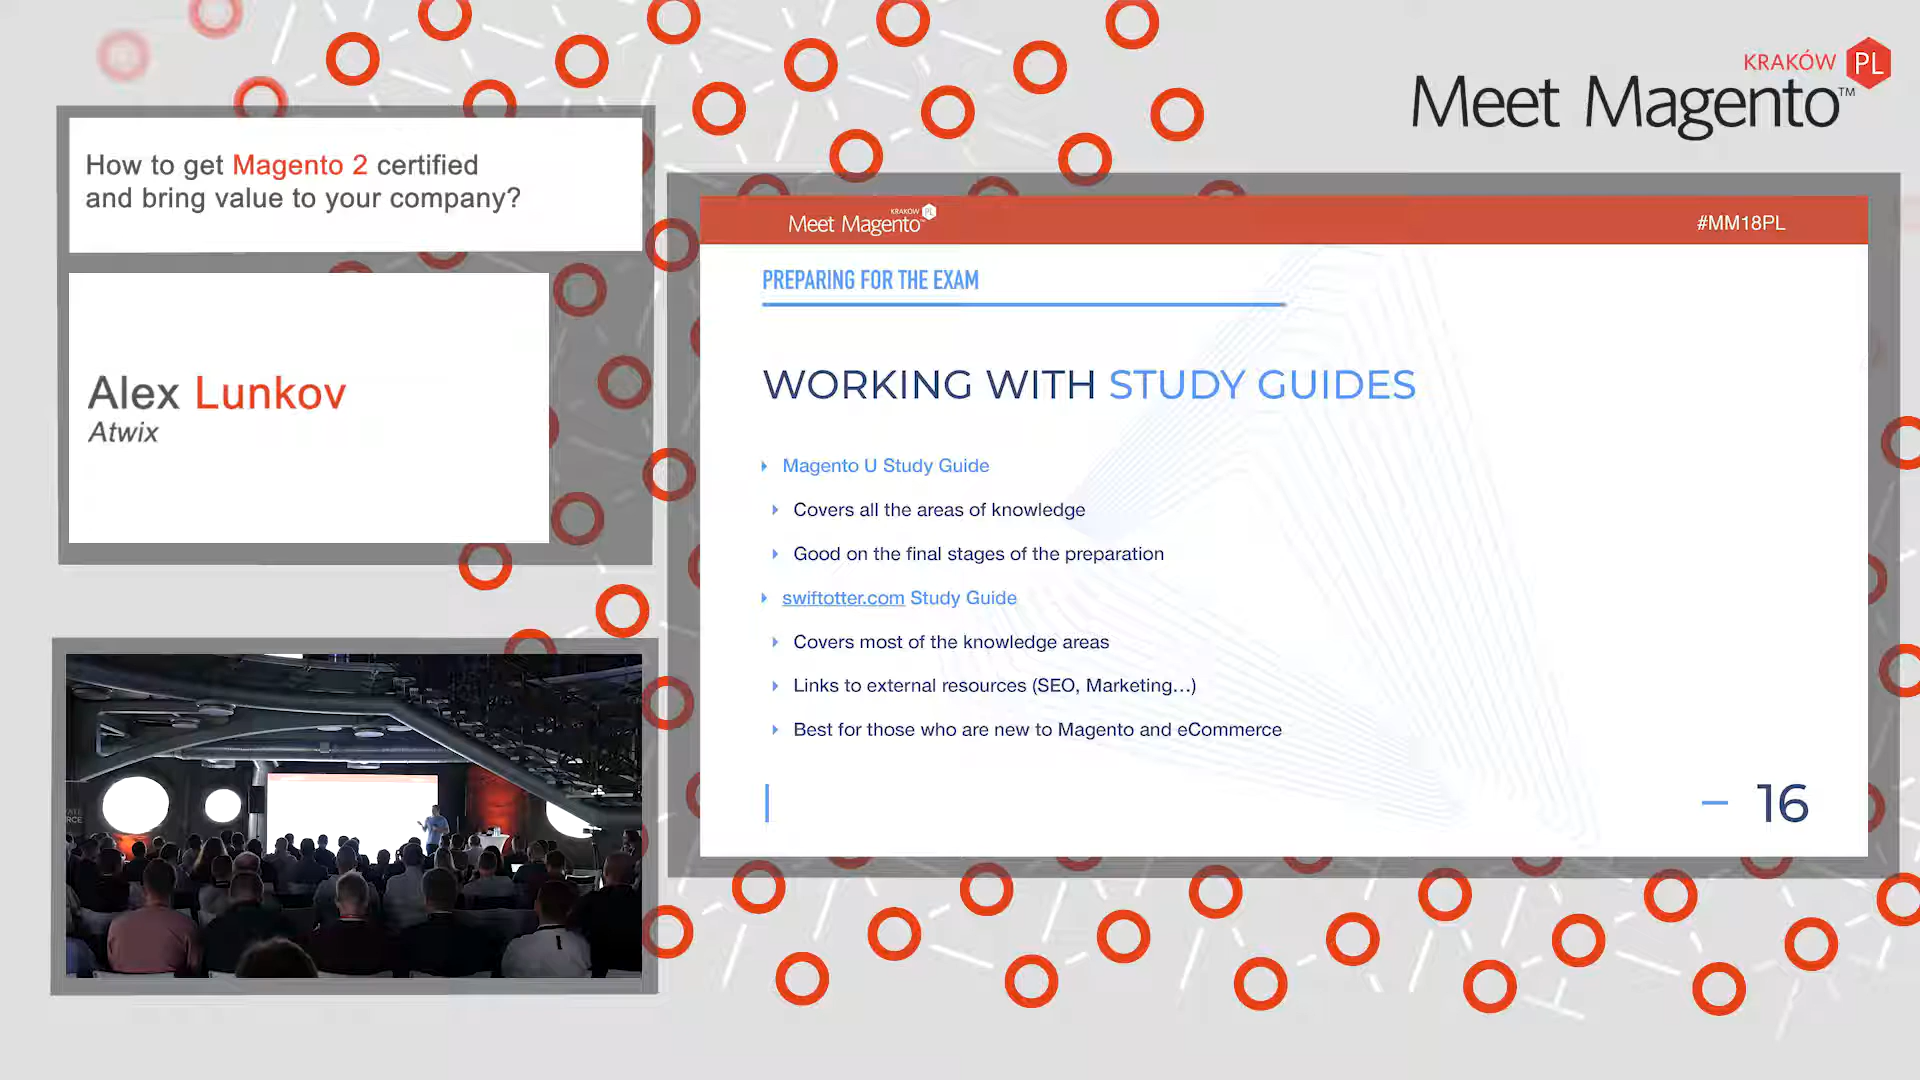 KRAKÓW PL
Meet Magento™
How to get Magento 2 certified
and bring value to your company?
Alex Lunkov
Atwix
KRAKÓW PL
Meet Magento
#MM18PL
PREPARING FOR THE EXAM
WORKING WITH STUDY GUIDES
Magento U Study Guide
Covers all the areas of knowledge
Good on the final stages of the preparation
swiftotter.com Study Guide
Covers most of the knowledge areas
Links to external resources (SEO, Marketing…)
Best for those who are new to Magento and eCommerce
– 16